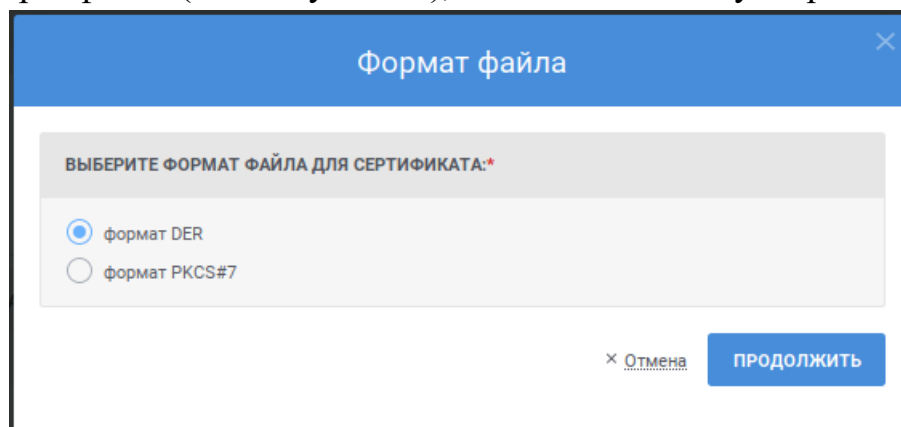 Формат файла
ВЫБЕРИТЕ ФОРМАТ ФАЙЛА ДЛЯ СЕРТИФИКАТА:*
формат DER
формат PKCS#7
× Отмена
ПРОДОЛЖИТЬ